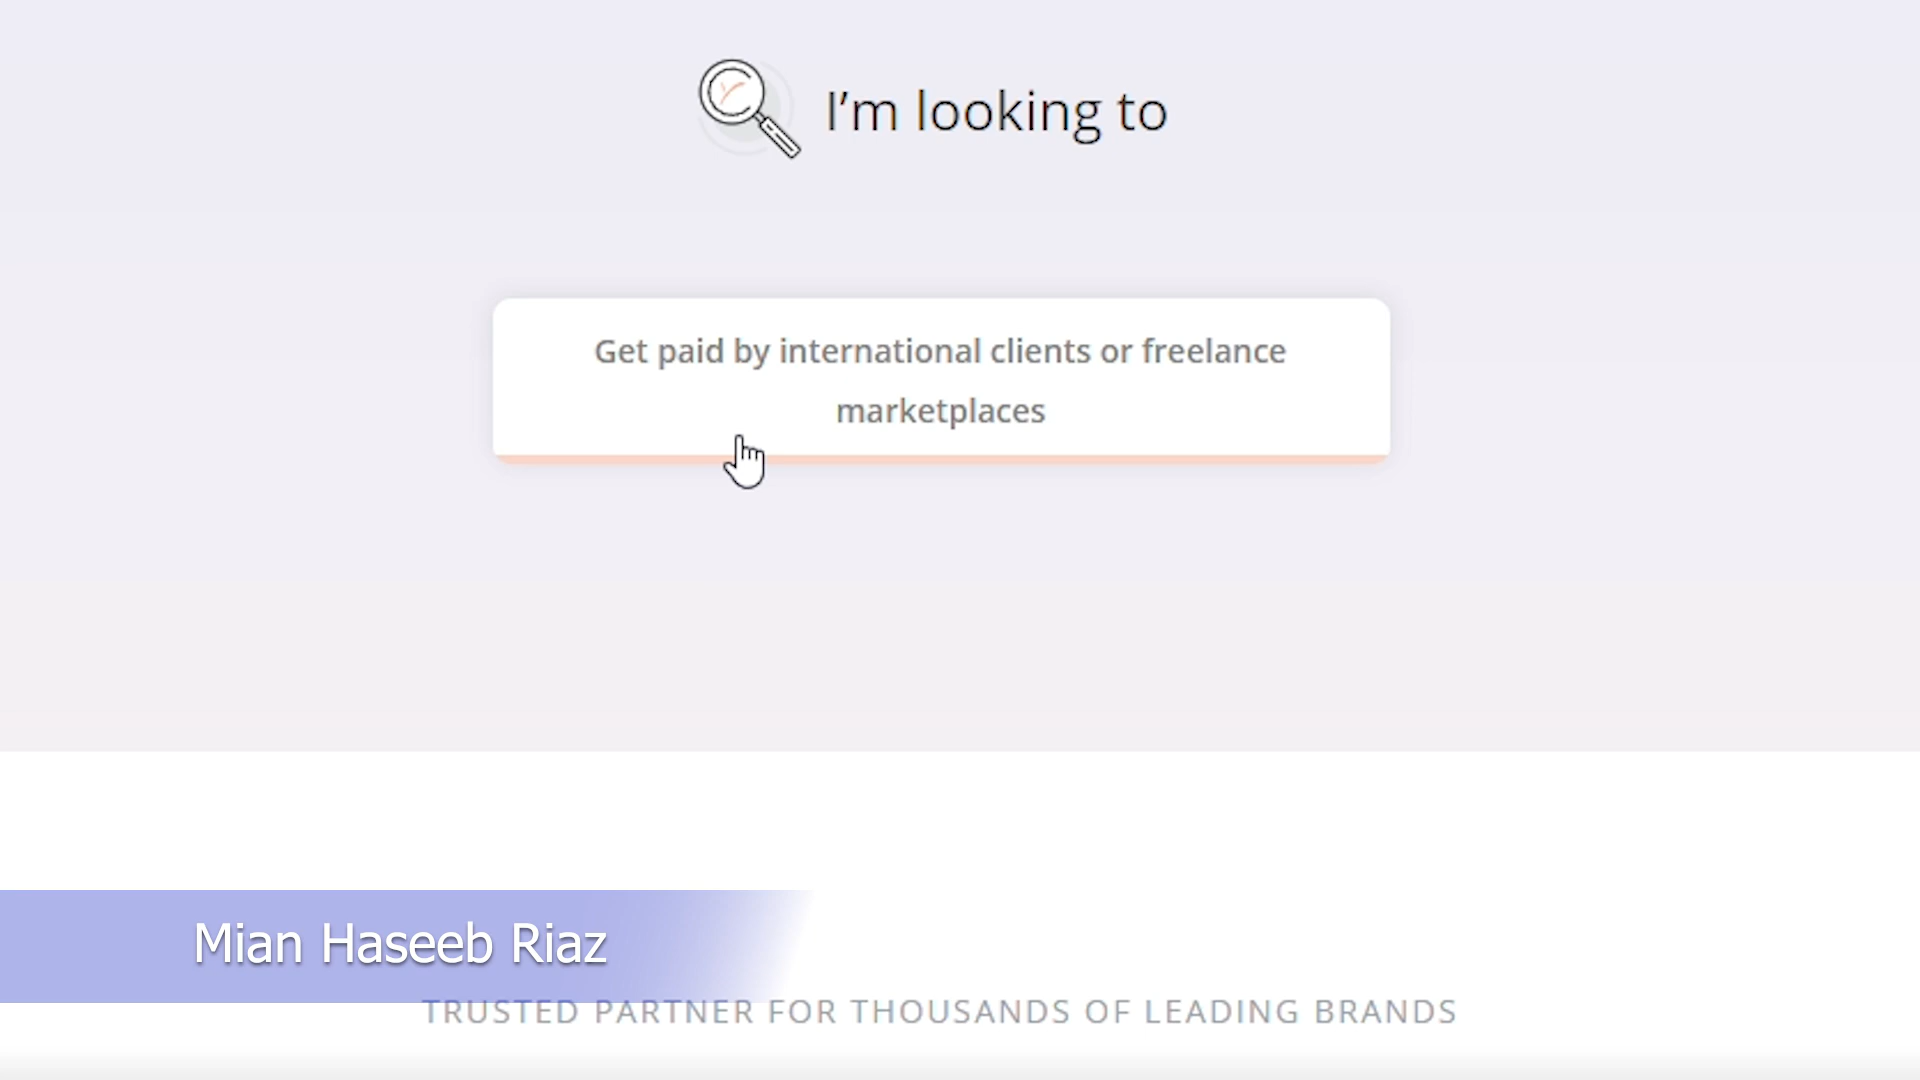 I’m looking to
Get paid by international clients or freelance
marketplaces
Mian Haseeb Riaz
TRUSTED PARTNER FOR THOUSANDS OF LEADING BRANDS